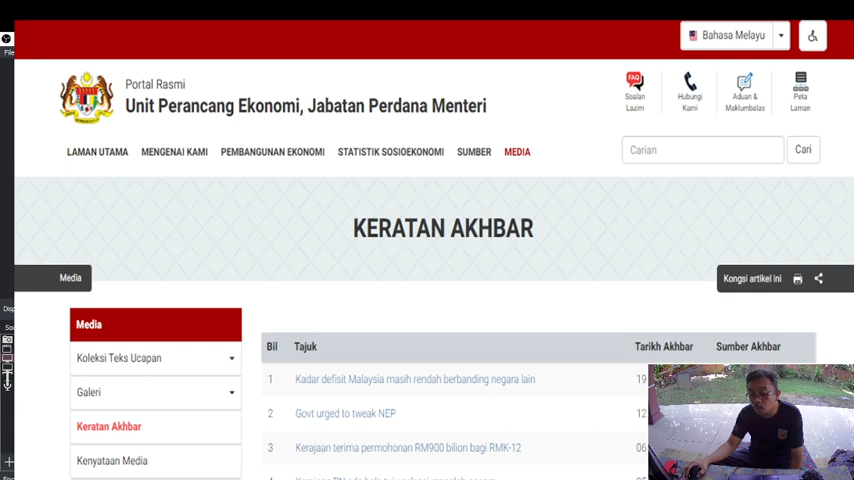 File
Bahasa Melayu
Portal Rasmi
Unit Perancang Ekonomi, Jabatan Perdana Menteri
FAQ
Soalan Lazim
Hubungi Kami
Aduan & Maklumbalas
Peta Laman
LAMAN UTAMA MENGENAI KAMI PEMBANGUNAN EKONOMI STATISTIK SOSIOEKONOMI SUMBER MEDIA
Carian
Cari
KERATAN AKHBAR
Media
Kongsi artikel ini
Media
Koleksi Teks Ucapan
Galeri
Keratan Akhbar
Kenyataan Media
Bil Tajuk Tarikh Akhbar Sumber Akhbar
1 Kadar defisit Malaysia masih rendah berbanding negara lain 19
2 Govt urged to tweak NEP 12
3 Kerajaan terima permohonan RM900 bilion bagi RMK-12 06